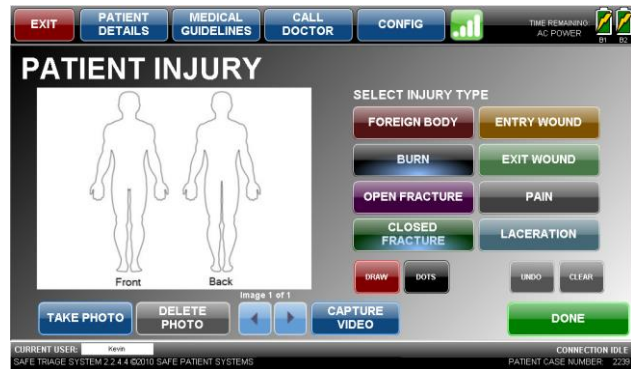 EXIT
PATIENT DETAILS
MEDICAL GUIDELINES
CALL DOCTOR
CONFIG
TIME REMAINING
AC POWER
B1 B2
PATIENT INJURY
SELECT INJURY TYPE
FOREIGN BODY
ENTRY WOUND
BURN
EXIT WOUND
OPEN FRACTURE
PAIN
CLOSED
FRACTURE
LACERATION
DRAW
DOTS
UNDO
CLEAR
Front
Back
Image 1 of 1
TAKE PHOTO
DELETE
PHOTO
CAPTURE
VIDEO
DONE
CURRENT USER: Kevin
CONNECTION IDLE
SAFE TRIAGE SYSTEM 2.2.4.4 ©2010 SAFE PATIENT SYSTEMS
PATIENT CASE NUMBER 2239